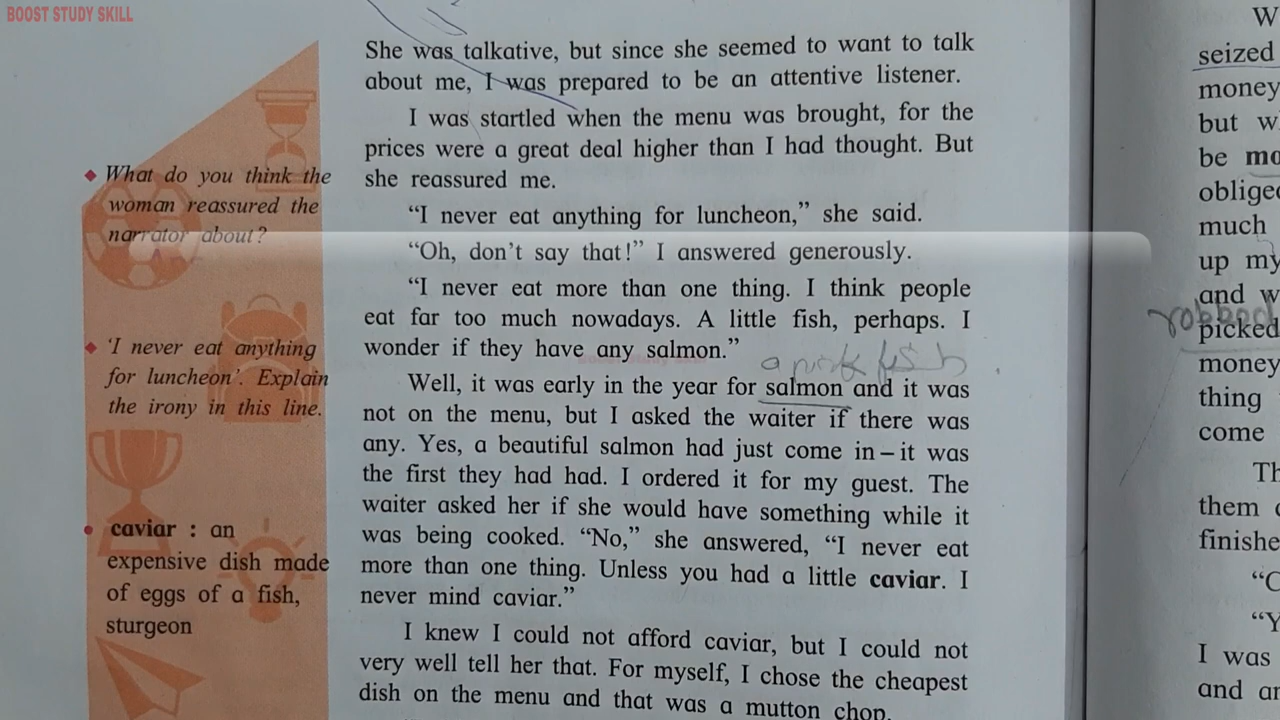 BOOST STUDY SKILL
She was talkative, but since she seemed to want to talk
about me, I was prepared to be an attentive listener.
I was startled when the menu was brought, for the
prices were a great deal higher than I had thought. But
she reassured me.
“I never eat anything for luncheon,” she said.
“Oh, don’t say that!” I answered generously.
“I never eat more than one thing. I think people
eat far too much nowadays. A little fish, perhaps. I
wonder if they have any salmon.”
a pink fish
Well, it was early in the year for salmon and it was
not on the menu, but I asked the waiter if there was
any. Yes, a beautiful salmon had just come in – it was
the first they had had. I ordered it for my guest. The
waiter asked her if she would have something while it
was being cooked. “No,” she answered, “I never eat
more than one thing. Unless you had a little caviar. I
never mind caviar.”
I knew I could not afford caviar, but I could not
very well tell her that. For myself, I chose the cheapest
dish on the menu and that was a mutton chop.
What do you think the
woman reassured the
narrator about?
‘I never eat anything
for luncheon’. Explain
the irony in this line.
caviar : an
expensive dish made
of eggs of a fish,
sturgeon
W
seized
money
but w
be mo
obliged
much
up my
and w
robbed
picked
money
thing
come
Th
them
finishe
“C
“Y
I was
and ar